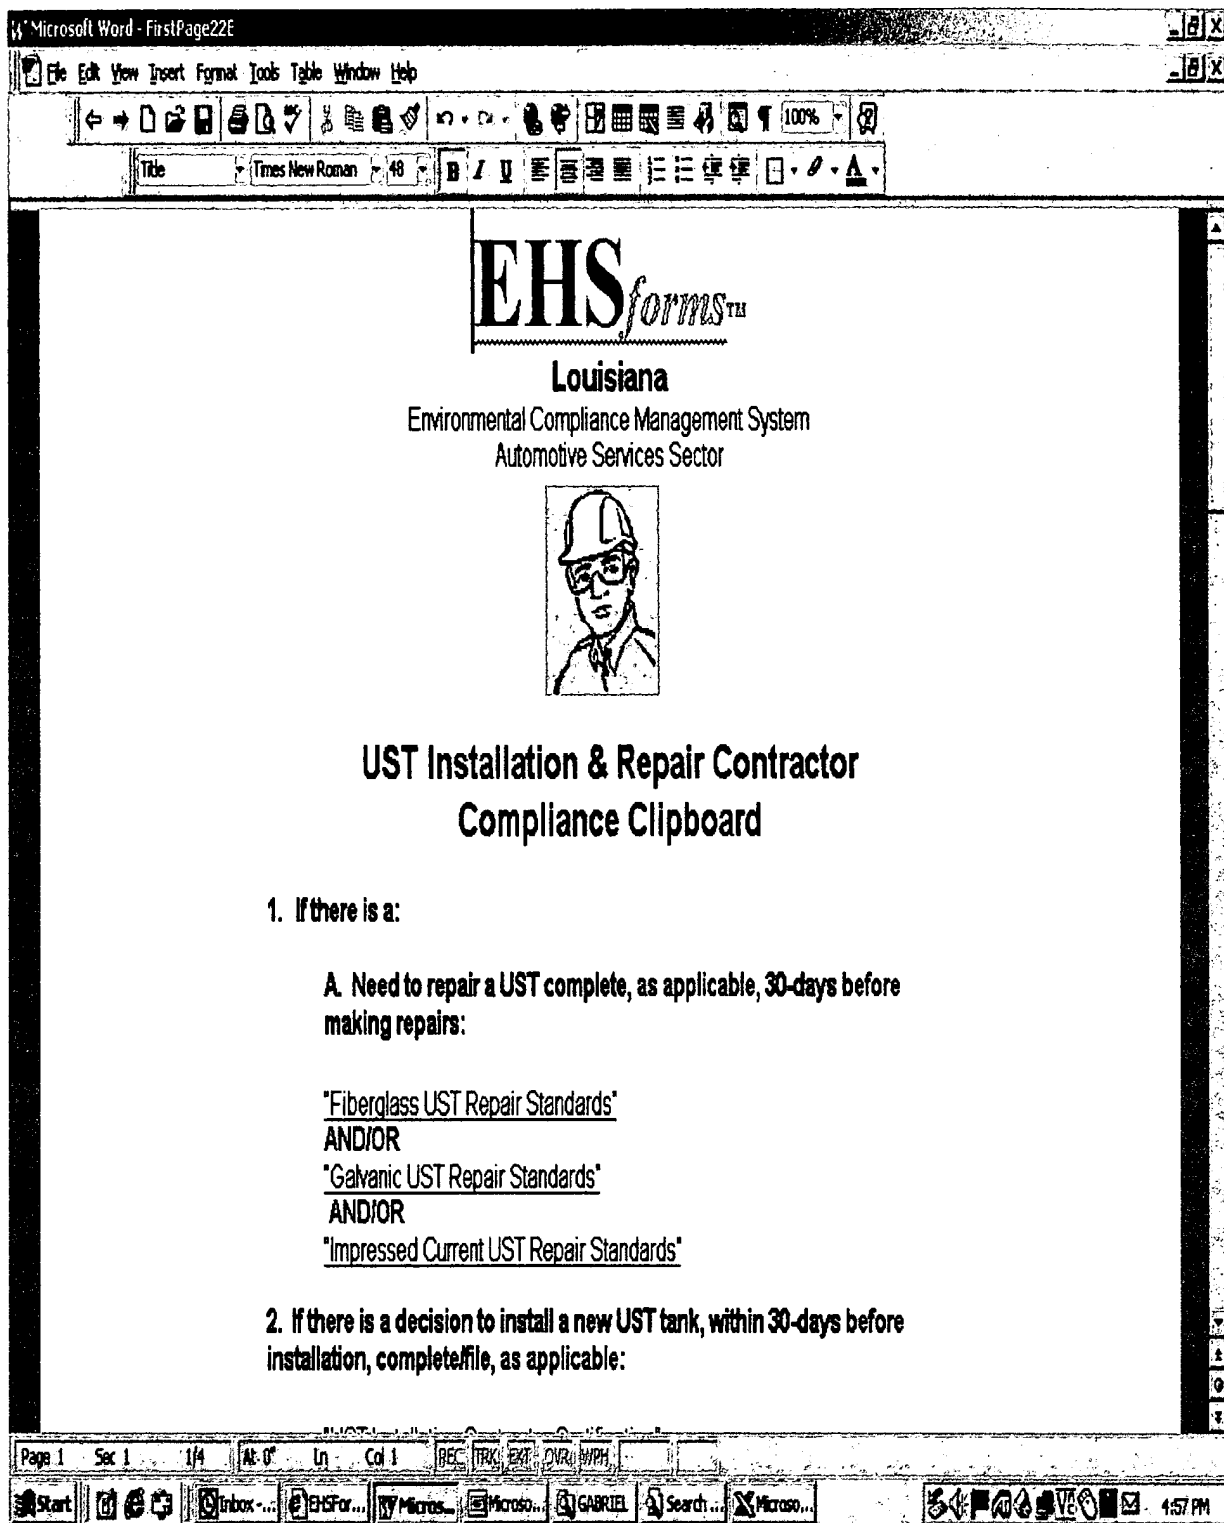 Microsoft Word - FirstPage22E
File Edit View Insert Format Tools Table Window Help
100%
Title Times New Roman 48 B I U A
EHSforms™
Louisiana
Environmental Compliance Management System
Automotive Services Sector
UST Installation & Repair Contractor
Compliance Clipboard
1. If there is a:
A. Need to repair a UST complete, as applicable, 30-days before
making repairs:
"Fiberglass UST Repair Standards"
AND/OR
"Galvanic UST Repair Standards"
AND/OR
"Impressed Current UST Repair Standards"
2. If there is a decision to install a new UST tank, within 30-days before
installation, complete/file, as applicable:
Page 1 Sec 1 1/4 At 0" Ln Col 1 REC TRK EXT OVR WPH
Start Inbox -... EHSFor... Micros... Microso... GABRIEL Search ... Microso... 4:57 PM